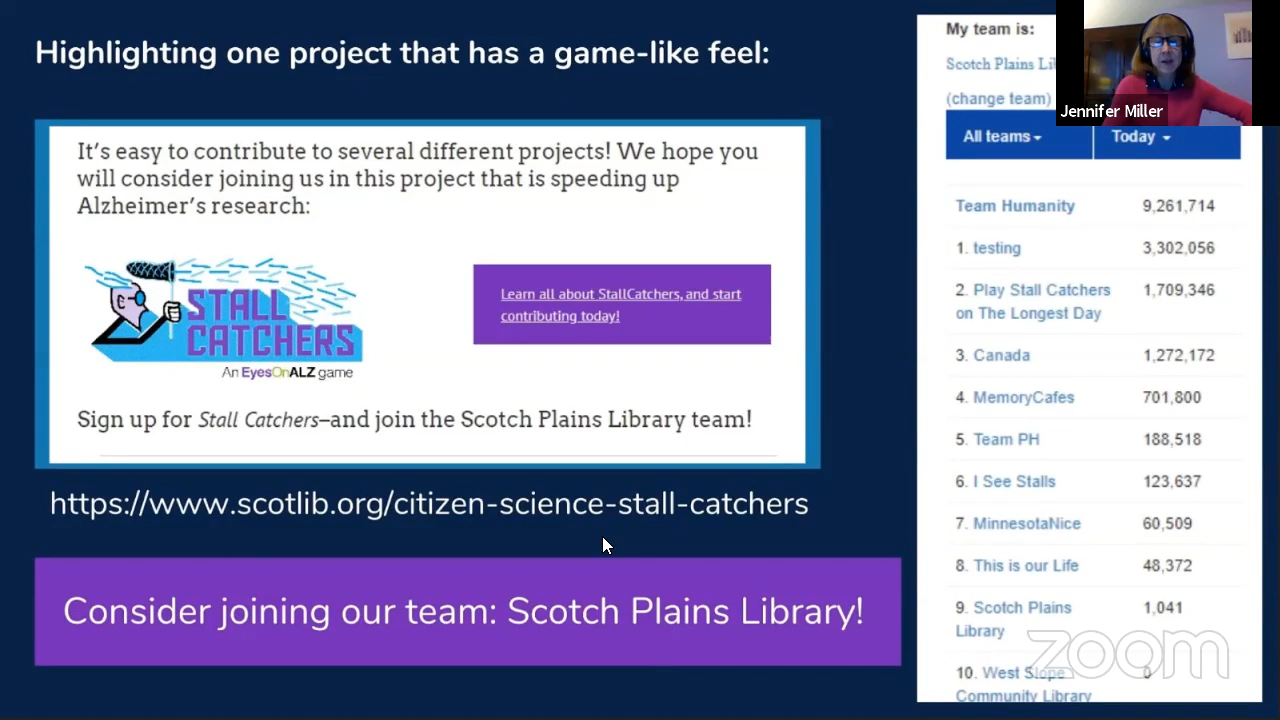 Highlighting one project that has a game-like feel:
It's easy to contribute to several different projects! We hope you
will consider joining us in this project that is speeding up
Alzheimer's research:
STALL
CATCHERS
An EyesOnALZ game
Learn all about StallCatchers, and start
contributing today!
Sign up for Stall Catchers—and join the Scotch Plains Library team!
https://www.scotlib.org/citizen-science-stall-catchers
Consider joining our team: Scotch Plains Library!
My team is:
Scotch Plains
(change team)
Jennifer Miller
All teams Today
Team Humanity 9,261,714
1. testing 3,302,056
2. Play Stall Catchers 1,709,346
on The Longest Day
3. Canada 1,272,172
4. MemoryCafes 701,800
5. Team PH 188,518
6. I See Stalls 123,637
7. MinnesotaNice 60,509
8. This is our Life 48,372
9. Scotch Plains 1,041
Library
10. West Slope 0
Community Library
zoom